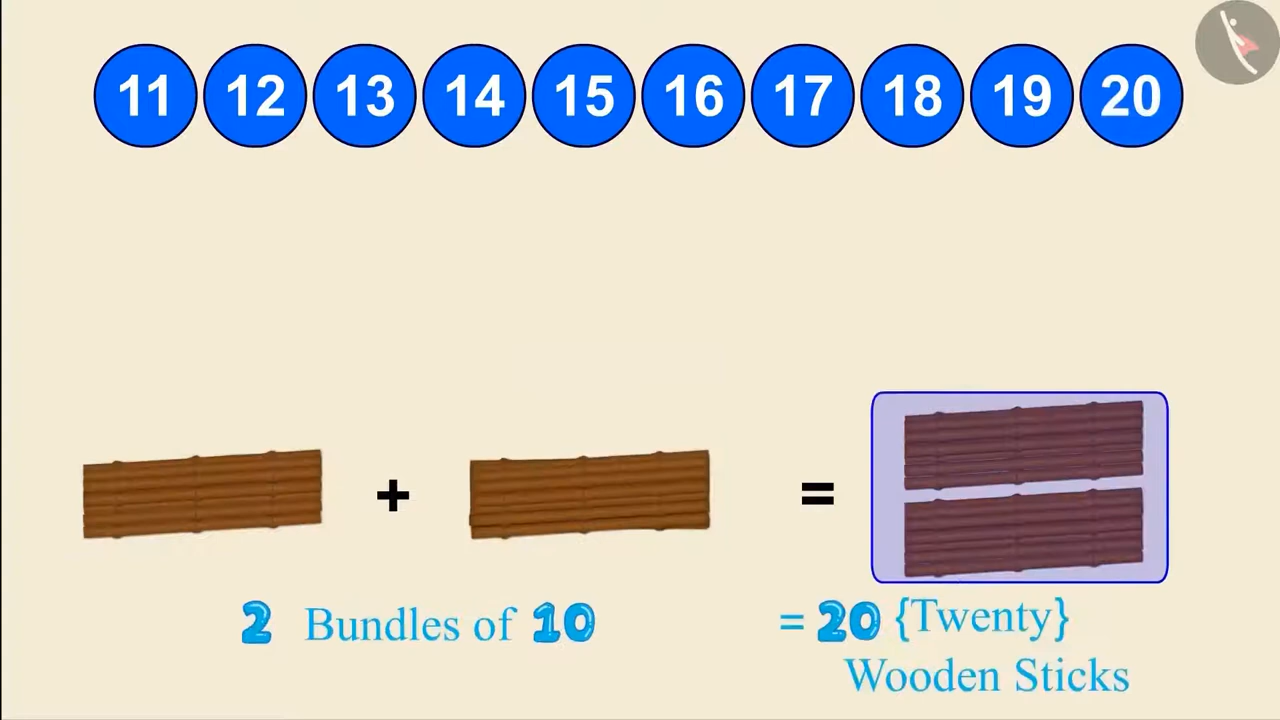 11 12 13 14 15 16 17 18 19 20
+ =
2 Bundles of 10 = 20 {Twenty}
Wooden Sticks